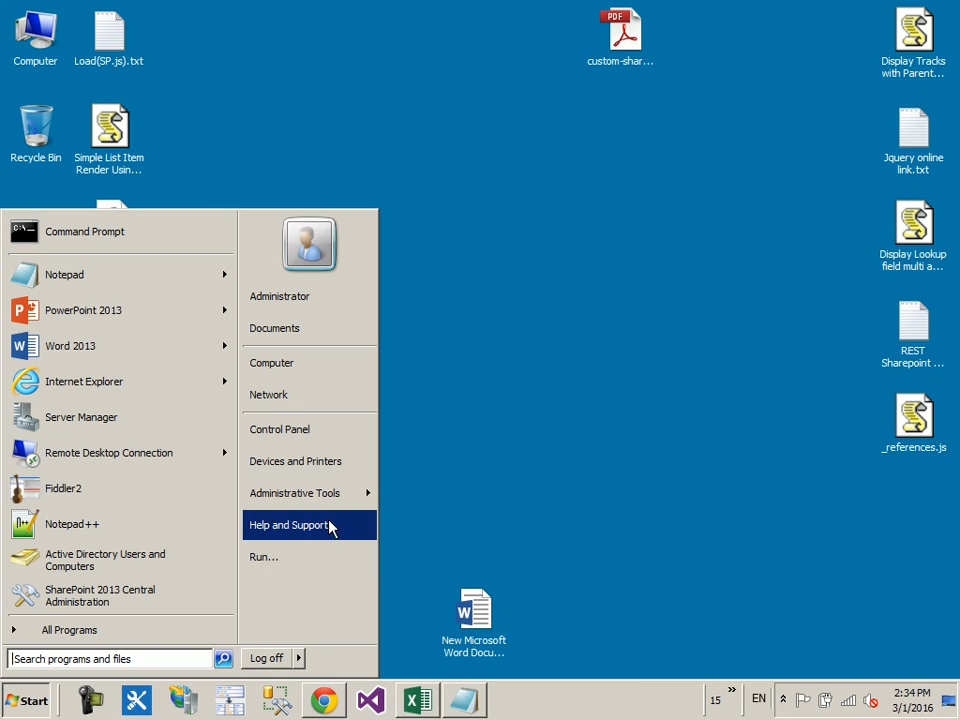 Computer
Load(SP.js).txt
PDF
custom-shar...
Display Tracks
with Parent...
Recycle Bin
Simple List Item
Render Usin...
Jquery online
link.txt
Display Lookup
field multi a...
REST
Sharepoint ...
_references.js
New Microsoft
Word Docu...
Command Prompt
Notepad
PowerPoint 2013
Word 2013
Internet Explorer
Server Manager
Remote Desktop Connection
Fiddler2
Notepad++
Active Directory Users and
Computers
SharePoint 2013 Central
Administration
All Programs
Search programs and files
Administrator
Documents
Computer
Network
Control Panel
Devices and Printers
Administrative Tools
Help and Support
Run...
Log off
Start
15
EN
2:34 PM
3/1/2016